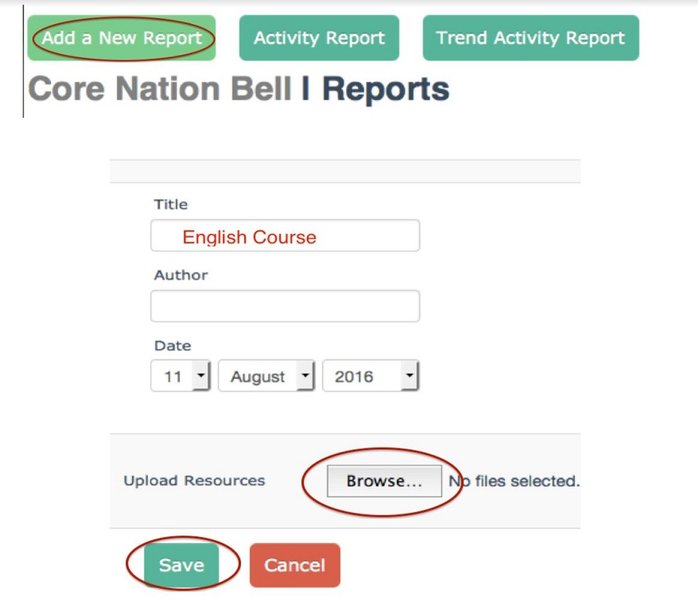 Add a New Report Activity Report Trend Activity Report
Core Nation Bell I Reports
Title
English Course
Author
Date
11 August 2016
Upload Resources Browse... No files selected.
Save Cancel